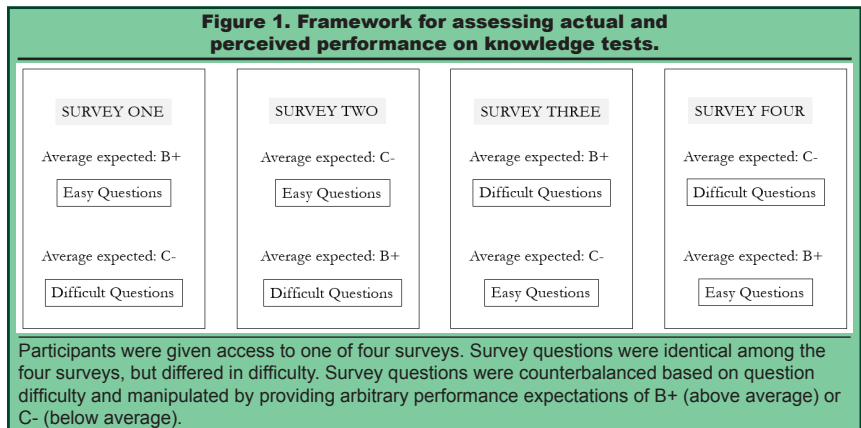 Figure 1. Framework for assessing actual and
perceived performance on knowledge tests.
SURVEY ONE
Average expected: B+
Easy Questions
Average expected: C-
Difficult Questions
SURVEY TWO
Average expected: C-
Easy Questions
Average expected: B+
Difficult Questions
SURVEY THREE
Average expected: B+
Difficult Questions
Average expected: C-
Easy Questions
SURVEY FOUR
Average expected: C-
Difficult Questions
Average expected: B+
Easy Questions
Participants were given access to one of four surveys. Survey questions were identical among the
four surveys, but differed in difficulty. Survey questions were counterbalanced based on question
difficulty and manipulated by providing arbitrary performance expectations of B+ (above average) or
C- (below average).